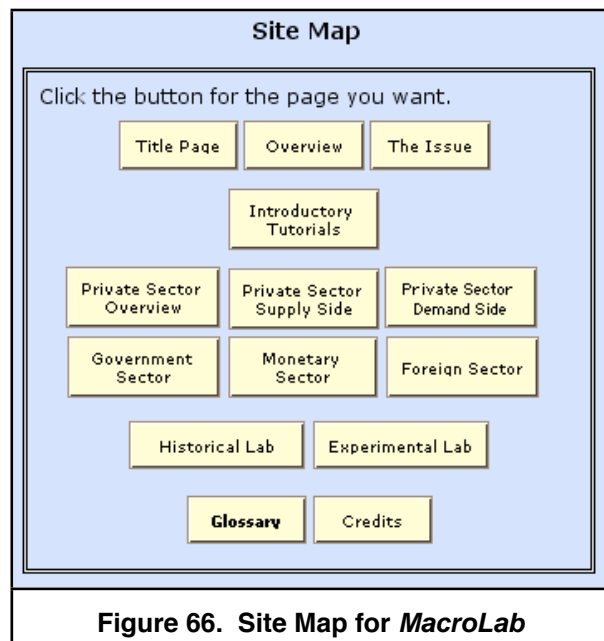 Site Map
Click the button for the page you want.
Title Page Overview The Issue
Introductory
Tutorials
Private Sector
Overview
Private Sector
Supply Side
Private Sector
Demand Side
Government
Sector
Monetary
Sector
Foreign Sector
Historical Lab Experimental Lab
Glossary Credits
Figure 66. Site Map for MacroLab